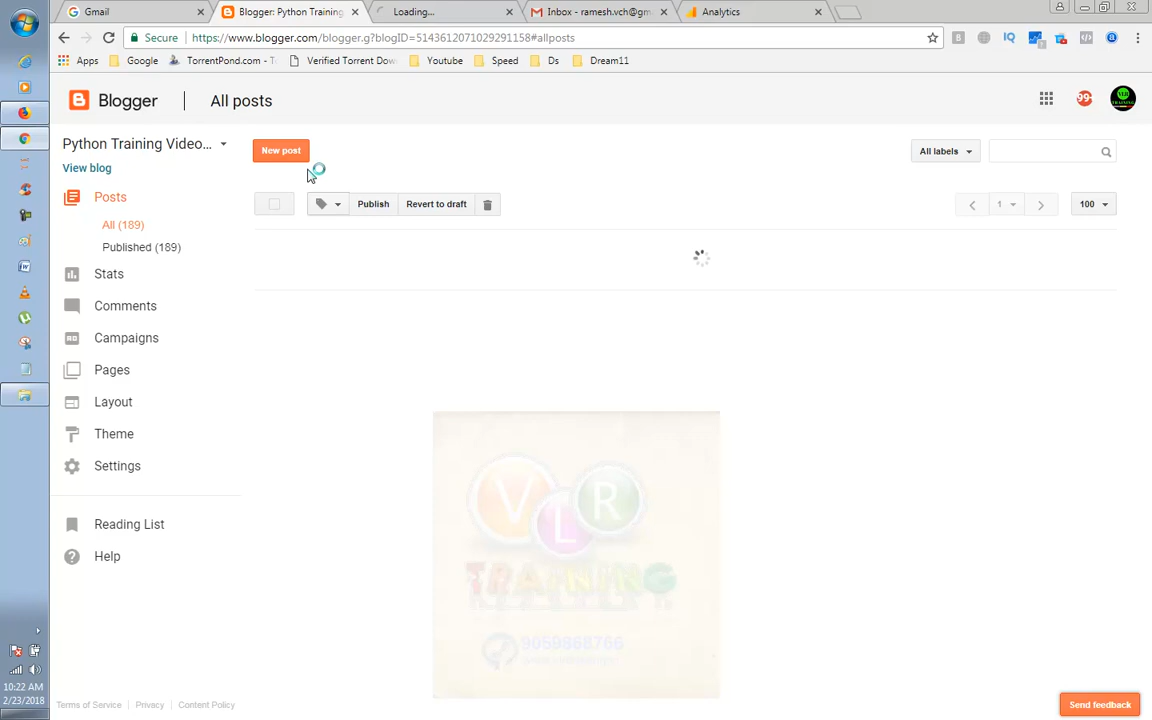 Gmail
Blogger: Python Training
Loading...
Inbox - ramesh.vch@gm
Analytics
Secure
https://www.blogger.com/blogger.g?blogID=5143612071029291158#allposts
Apps
Google
TorrentPond.com - T
Verified Torrent Dow
Youtube
Speed
Ds
Dream11
Blogger
All posts
99+
Python Training Video...
New post
All labels
View blog
Posts
Publish
Revert to draft
1
100
All (189)
Published (189)
Stats
Comments
Campaigns
Pages
Layout
Theme
Settings
Reading List
Help
VLR
TRAINING
9059868766
10:22 AM
2/23/2018
Terms of Service
Privacy
Content Policy
Send feedback